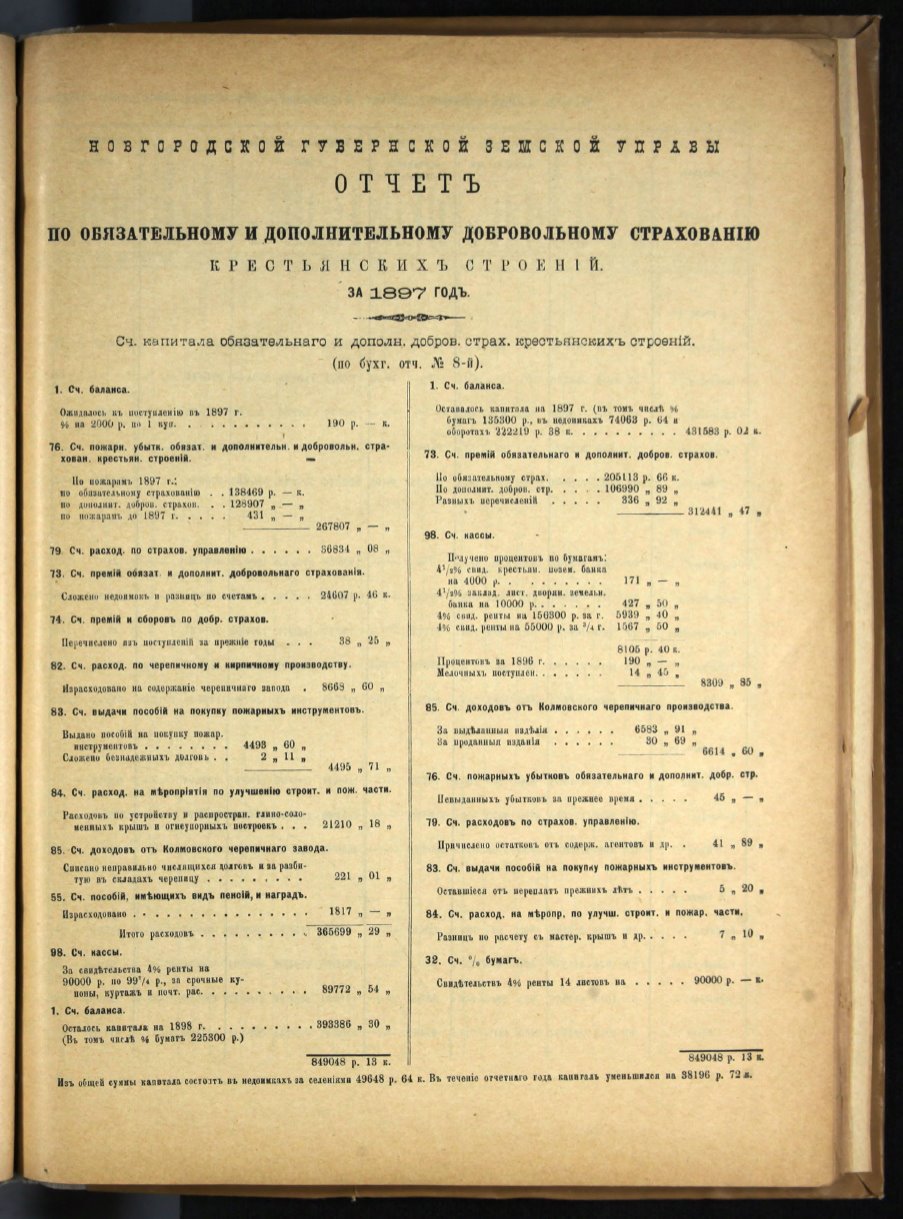 НОВГОРОДСКОЙ ГУБЕРНСКОЙ ЗЕМСКОЙ УПРАВЫ
ОТЧЕТЪ
ПО ОБЯЗАТЕЛЬНОМУ И ДОПОЛНИТЕЛЬНОМУ ДОБРОВОЛЬНОМУ СТРАХОВАНІЮ
КРЕСТЬЯНСКИХЪ СТРОЕНІЙ.
ЗА 1897 ГОДЪ.
Сч. капитала обязательнаго и дополн. добров. страх. крестьянскихъ строеній.
(по бухг. отч. № 8-й).
1. Сч. баланса.
Ожидалось къ поступленію въ 1897 г.
% на 2000 р. по 1 куп. . . . . . . . . . . 190 р. — к.
76. Сч. пожарн. убытк. обязат. и дополнительн. и добровольн. стра-
хован. крестьян. строеній.
По пожарамъ 1897 г.:
по обязательному страхованію . . 138469 р. — к.
по дополнит. добров. страхов. . . 128907 „ — „
по пожарамъ до 1897 г. . . . . . 431 „ — „
267807 „ — „
79. Сч. расход. по страхов. управленію . . . . . . 36834 „ 08 „
73. Сч. премій обязат. и дополнит. добровольнаго страхованія.
Сложено недоимокъ и разницъ по счетамъ . . . . . 24607 р. 46 к.
74. Сч. премій и сборовъ по добр. страхов.
Перечислено изъ поступленій за прежніе годы . . . 38 „ 25 „
82. Сч. расход. по черепичному и кирпичному производству.
Израсходовано на содержаніе черепичнаго завода . 8668 „ 60 „
83. Сч. выдачи пособій на покупку пожарныхъ инструментовъ.
Выдано пособій на покупку пожар.
инструментовъ . . . . . . . . 4493 „ 60 „
Сложено безнадежныхъ долговъ . . 2 „ 11 „
4495 „ 71 „
84. Сч. расход. на мѣропріятія по улучшенію строит. и пож. части.
Расходовъ по устройству и распростран. глино-соло-
менныхъ крышъ и огнеупорныхъ построекъ . . . 21210 „ 18 „
85. Сч. доходовъ отъ Колмовского черепичнаго завода.
Списано неправильно числящихся долговъ и за разби-
тую въ складахъ черепицу . . . . . . . . . 221 „ 01 „
55. Сч. пособій, имѣющихъ видъ пенсій, и наградъ.
Израсходовано . . . . . . . . . . . . . . . . 1817 „ — „
Итого расходовъ . . . . . . . . . . 365699 „ 29 „
98. Сч. кассы.
За свидѣтельства 4% ренты на
90000 р. по 99³/₄ р., за срочные ку-
поны, куртажъ и почт. рас. . . . . . . . . . 89772 „ 54 „
1. Сч. баланса.
Осталось капитала на 1898 г. . . . . . . . . . 393386 „ 30 „
(Въ томъ числѣ % бумагъ 225300 р.)
849048 р. 13 к.
1. Сч. баланса.
Оставалось капитала на 1897 г. (въ томъ числѣ %
бумаг 135300 р., въ недоимкахъ 74063 р. 64 и
оборотахъ 222219 р. 38 к. . . . . . . . . . 431583 р. 02 к.
73. Сч. премій обязательнаго и дополнит. добров. страхов.
По обязательному страх. . . . . 205113 р. 66 к.
По дополнит. доброн. стр. . . . . 106990 „ 89 „
Разныхъ перечисленій . . . . . 336 „ 92 „
312441 „ 47 „
98. Сч. кассы.
Получено процентовъ по бумагамъ:
4¹/₂% свид. крестьян. позем. банка
на 4000 р. . . . . . . . . . 171 „ — „
4¹/₂% заклад. лист. дворян. земельн.
банка на 10000 р. . . . . . . 427 „ 50 „
4% свид. ренты на 156300 р. за г. 5939 „ 40 „
4% свид. ренты на 55000 р. за ³/₄ г. 1567 „ 50 „
8105 р. 40 к.
Процентовъ за 1896 г. . . . . . 190 „ — „
Мелочныхъ поступлен. . . . . . . 14 „ 45 „
8309 „ 85 „
85. Сч. доходовъ отъ Колмовского черепичнаго производства.
За выдѣланныя издѣлія . . . . . . 6583 „ 91 „
За проданныя изданія . . . . . . 30 „ 69 „
6614 „ 60 „
76. Сч. пожарныхъ убытковъ обязательнаго и дополнит. добр. стр.
Невыданныхъ убытковъ за прежнее время . . . . . 45 „ — „
79. Сч. расходовъ по страхов. управленію.
Причислено остатковъ отъ содерж. агентовъ и др. . 41 „ 89 „
83. Сч. выдачи пособій на покупку пожарныхъ инструментовъ.
Оставшіеся отъ переплатъ прежнихъ лѣтъ . . . . . 5 „ 20 „
84. Сч. расход. на мѣропр. по улучш. строит. и пожар. части.
Разницъ по расчету съ мастер. крышъ и др. . . . . 7 „ 10 „
32. Сч. % бумагъ.
Свидѣтельствъ 4% ренты 14 листовъ на . . . . . 90000 р. — к.
849048 р. 13 к.
Изъ общей суммы капитала состоитъ въ недоимкахъ за селеніями 49648 р. 64 к. Въ теченіе отчетнаго года капиталъ уменьшился на 38196 р. 72 к.